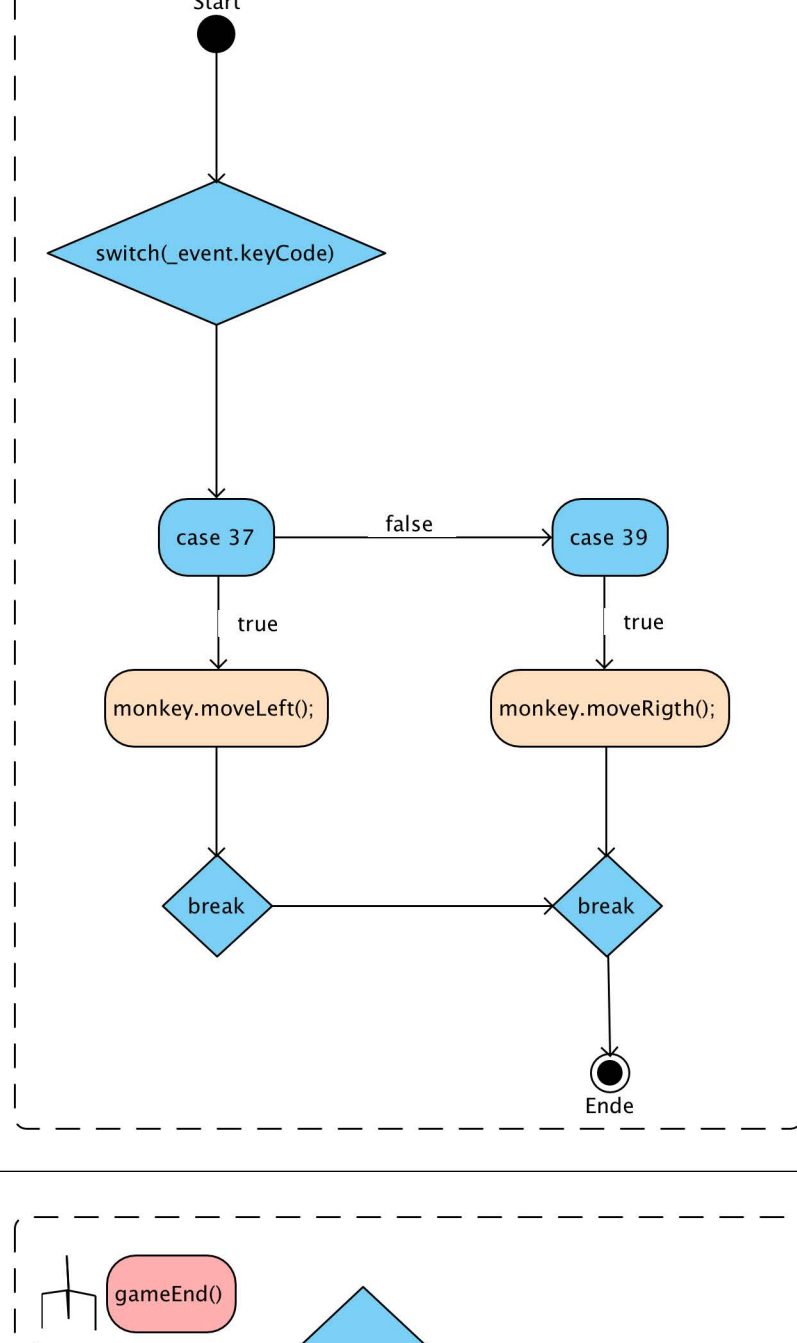 Start
switch(_event.keyCode)
case 37
false
case 39
true
true
monkey.moveLeft();
monkey.moveRigth();
break
break
Ende
gameEnd()